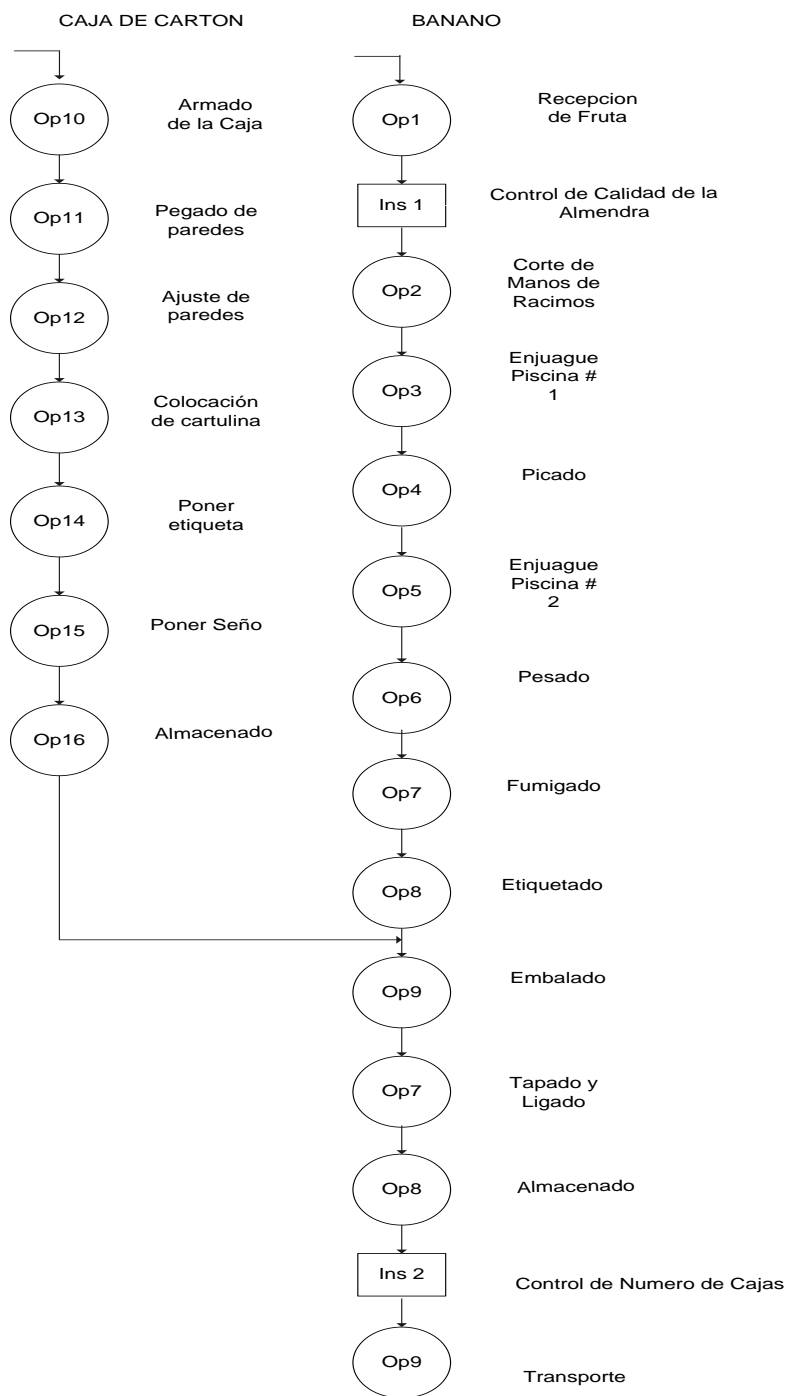 CAJA DE CARTON
BANANO
Op10
Armado
de la Caja
Op11
Pegado de
paredes
Op12
Ajuste de
paredes
Op13
Colocación
de cartulina
Op14
Poner
etiqueta
Op15
Poner Seño
Op16
Almacenado
Op1
Recepcion
de Fruta
Ins 1
Control de Calidad de la
Almendra
Op2
Corte de
Manos de
Racimos
Op3
Enjuague
Piscina #
1
Op4
Picado
Op5
Enjuague
Piscina #
2
Op6
Pesado
Op7
Fumigado
Op8
Etiquetado
Op9
Embalado
Op7
Tapado y
Ligado
Op8
Almacenado
Ins 2
Control de Numero de Cajas
Op9
Transporte